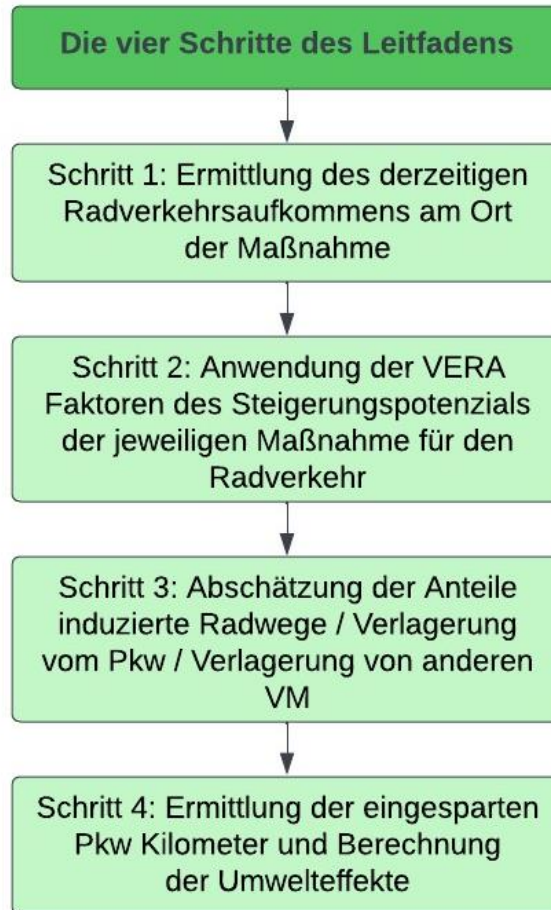 Die vier Schritte des Leitfadens
Schritt 1: Ermittlung des derzeitigen
Radverkehrsaufkommens am Ort
der Maßnahme
Schritt 2: Anwendung der VERA
Faktoren des Steigerungspotenzials
der jeweiligen Maßnahme für den
Radverkehr
Schritt 3: Abschätzung der Anteile
induzierte Radwege / Verlagerung
vom Pkw / Verlagerung von anderen
VM
Schritt 4: Ermittlung der eingesparten
Pkw Kilometer und Berechnung
der Umwelteffekte